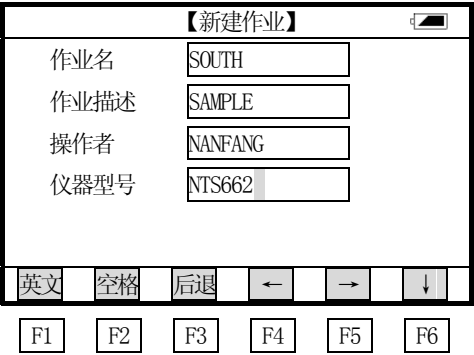 【新建作业】
作业名 SOUTH
作业描述 SAMPLE
操作者 NANFANG
仪器型号 NTS662
英文 空格 后退 ← → ↓
F1 F2 F3 F4 F5 F6